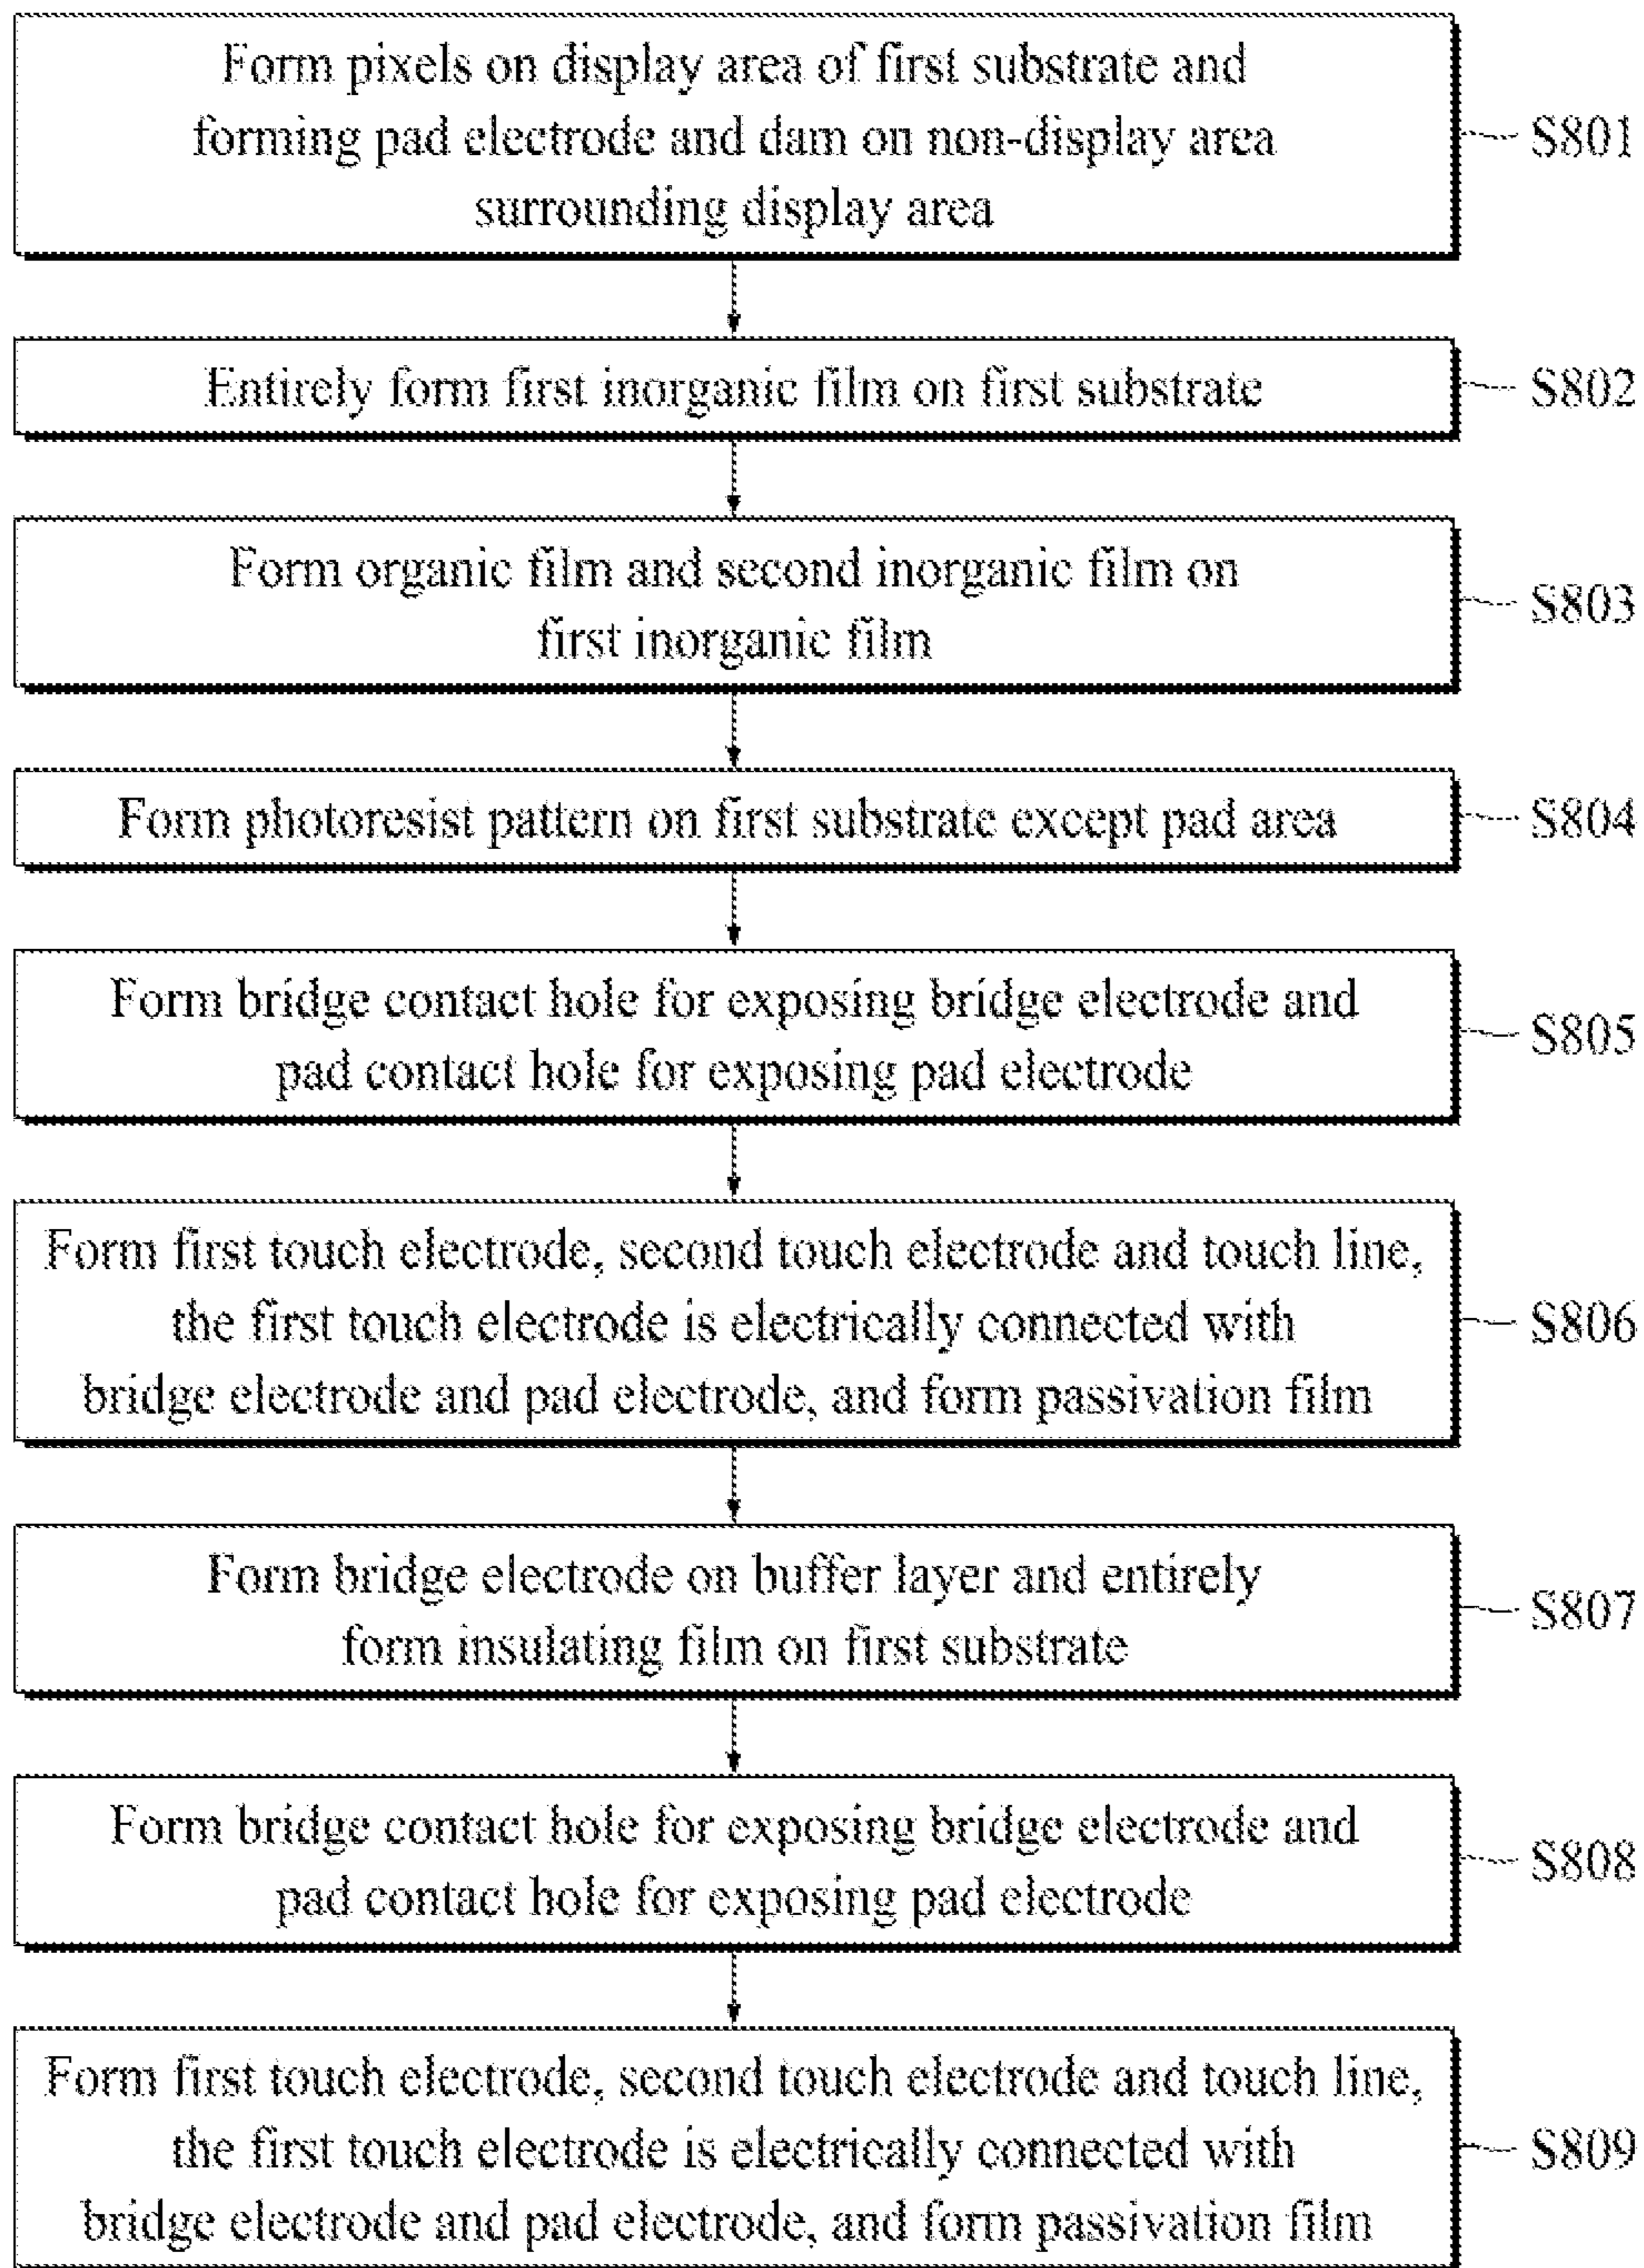 Form pixels on display area of first substrate and
forming pad electrode and dam on non-display area
surrounding display area
S801
Entirely form first inorganic film on first substrate
S802
Form organic film and second inorganic film on
first inorganic film
S803
Form photoresist pattern on first substrate except pad area
S804
Form bridge contact hole for exposing bridge electrode and
pad contact hole for exposing pad electrode
S805
Form first touch electrode, second touch electrode and touch line,
the first touch electrode is electrically connected with
bridge electrode and pad electrode, and form passivation film
S806
Form bridge electrode on buffer layer and entirely
form insulating film on first substrate
S807
Form bridge contact hole for exposing bridge electrode and
pad contact hole for exposing pad electrode
S808
Form first touch electrode, second touch electrode and touch line,
the first touch electrode is electrically connected with
bridge electrode and pad electrode, and form passivation film
S809